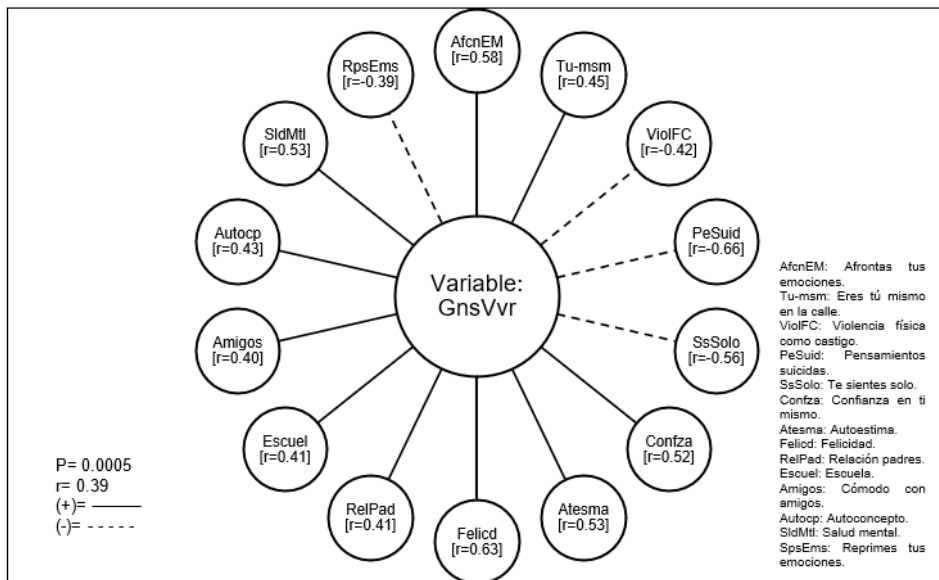 AfcnEM
[r=0.58]
Tu-msm
[r=0.45]
ViolFC
[r=-0.42]
PeSuid
[r=-0.66]
SsSolo
[r=-0.56]
Confza
[r=0.52]
Atesma
[r=0.53]
Felicd
[r=0.63]
RelPad
[r=0.41]
Escuel
[r=0.41]
Amigos
[r=0.40]
Autocp
[r=0.43]
SldMtl
[r=0.53]
RpsEms
[r=-0.39]
Variable:
GnsVvr
P= 0.0005
r= 0.39
(+)= ———
(-)= - - - - -
AfcnEM: Afrontas tus
emociones.
Tu-msm: Eres tú mismo
en la calle.
ViolFC: Violencia física
como castigo.
PeSuid: Pensamientos
suicidas.
SsSolo: Te sientes solo.
Confza: Confianza en ti
mismo.
Atesma: Autoestima.
Felicd: Felicidad.
RelPad: Relación padres.
Escuel: Escuela.
Amigos: Cómodo con
amigos.
Autocp: Autoconcepto.
SldMtl: Salud mental.
SpsEms: Reprimes tus
emociones.